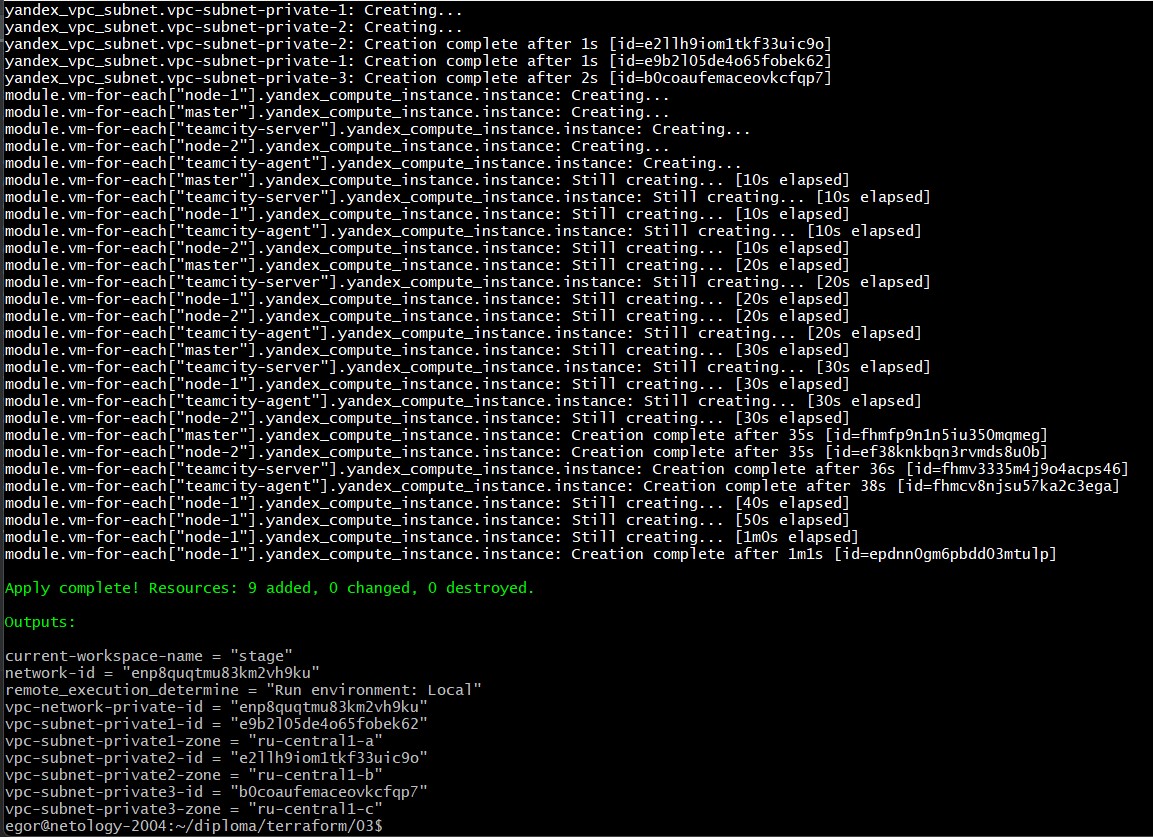 yandex_vpc_subnet.vpc-subnet-private-1: Creating...
yandex_vpc_subnet.vpc-subnet-private-2: Creating...
yandex_vpc_subnet.vpc-subnet-private-2: Creation complete after 1s [id=e2llh9iom1tkf33uic9o]
yandex_vpc_subnet.vpc-subnet-private-1: Creation complete after 1s [id=e9b2l05de4o65fobek62]
yandex_vpc_subnet.vpc-subnet-private-3: Creation complete after 2s [id=b0coaufemaceovkcfqp7]
module.vm-for-each["node-1"].yandex_compute_instance.instance: Creating...
module.vm-for-each["master"].yandex_compute_instance.instance: Creating...
module.vm-for-each["teamcity-server"].yandex_compute_instance.instance: Creating...
module.vm-for-each["node-2"].yandex_compute_instance.instance: Creating...
module.vm-for-each["teamcity-agent"].yandex_compute_instance.instance: Creating...
module.vm-for-each["master"].yandex_compute_instance.instance: Still creating... [10s elapsed]
module.vm-for-each["teamcity-server"].yandex_compute_instance.instance: Still creating... [10s elapsed]
module.vm-for-each["node-1"].yandex_compute_instance.instance: Still creating... [10s elapsed]
module.vm-for-each["teamcity-agent"].yandex_compute_instance.instance: Still creating... [10s elapsed]
module.vm-for-each["node-2"].yandex_compute_instance.instance: Still creating... [10s elapsed]
module.vm-for-each["master"].yandex_compute_instance.instance: Still creating... [20s elapsed]
module.vm-for-each["teamcity-server"].yandex_compute_instance.instance: Still creating... [20s elapsed]
module.vm-for-each["node-1"].yandex_compute_instance.instance: Still creating... [20s elapsed]
module.vm-for-each["node-2"].yandex_compute_instance.instance: Still creating... [20s elapsed]
module.vm-for-each["teamcity-agent"].yandex_compute_instance.instance: Still creating... [20s elapsed]
module.vm-for-each["master"].yandex_compute_instance.instance: Still creating... [30s elapsed]
module.vm-for-each["teamcity-server"].yandex_compute_instance.instance: Still creating... [30s elapsed]
module.vm-for-each["node-1"].yandex_compute_instance.instance: Still creating... [30s elapsed]
module.vm-for-each["teamcity-agent"].yandex_compute_instance.instance: Still creating... [30s elapsed]
module.vm-for-each["node-2"].yandex_compute_instance.instance: Still creating... [30s elapsed]
module.vm-for-each["master"].yandex_compute_instance.instance: Creation complete after 35s [id=fhmfp9n1n5iu350mqmeg]
module.vm-for-each["node-2"].yandex_compute_instance.instance: Creation complete after 35s [id=ef38knkbqn3rvmds8u0b]
module.vm-for-each["teamcity-server"].yandex_compute_instance.instance: Creation complete after 36s [id=fhmv3335m4j9o4acps46]
module.vm-for-each["teamcity-agent"].yandex_compute_instance.instance: Creation complete after 38s [id=fhmcv8njsu57ka2c3ega]
module.vm-for-each["node-1"].yandex_compute_instance.instance: Still creating... [40s elapsed]
module.vm-for-each["node-1"].yandex_compute_instance.instance: Still creating... [50s elapsed]
module.vm-for-each["node-1"].yandex_compute_instance.instance: Still creating... [1m0s elapsed]
module.vm-for-each["node-1"].yandex_compute_instance.instance: Creation complete after 1m1s [id=epdnn0gm6pbdd03mtulp]
Apply complete! Resources: 9 added, 0 changed, 0 destroyed.
Outputs:
current-workspace-name = "stage"
network-id = "enp8quqtmu83km2vh9ku"
remote_execution_determine = "Run environment: Local"
vpc-network-private-id = "enp8quqtmu83km2vh9ku"
vpc-subnet-private1-id = "e9b2l05de4o65fobek62"
vpc-subnet-private1-zone = "ru-central1-a"
vpc-subnet-private2-id = "e2llh9iom1tkf33uic9o"
vpc-subnet-private2-zone = "ru-central1-b"
vpc-subnet-private3-id = "b0coaufemaceovkcfqp7"
vpc-subnet-private3-zone = "ru-central1-c"
egor@netology-2004:~/diploma/terraform/03$